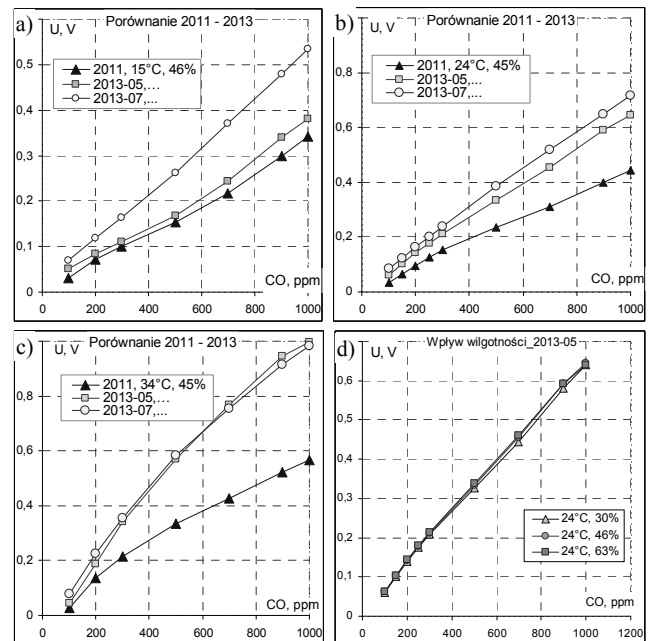 a)
U, V
Porównanie 2011 - 2013
2011, 15°C, 46%
2013-05,...
2013-07,...
0,5
0,4
0,3
0,2
0,1
0
0 200 400 600 800 1000
CO, ppm
b)
U, V
Porównanie 2011 - 2013
2011, 24°C, 45%
2013-05,...
2013-07,...
0,8
0,6
0,4
0,2
0
0 200 400 600 800 1000
CO, ppm
c)
U, V
Porównanie 2011 - 2013
2011, 34°C, 45%
2013-05,...
2013-07,...
0,8
0,6
0,4
0,2
0
0 200 400 600 800 1000
CO, ppm
d)
U, V
Wpływ wilgotności_2013-05
0,6
0,5
0,4
0,3
0,2
0,1
0
24°C, 30%
24°C, 46%
24°C, 63%
0 200 400 600 800 1000 1200
CO, ppm